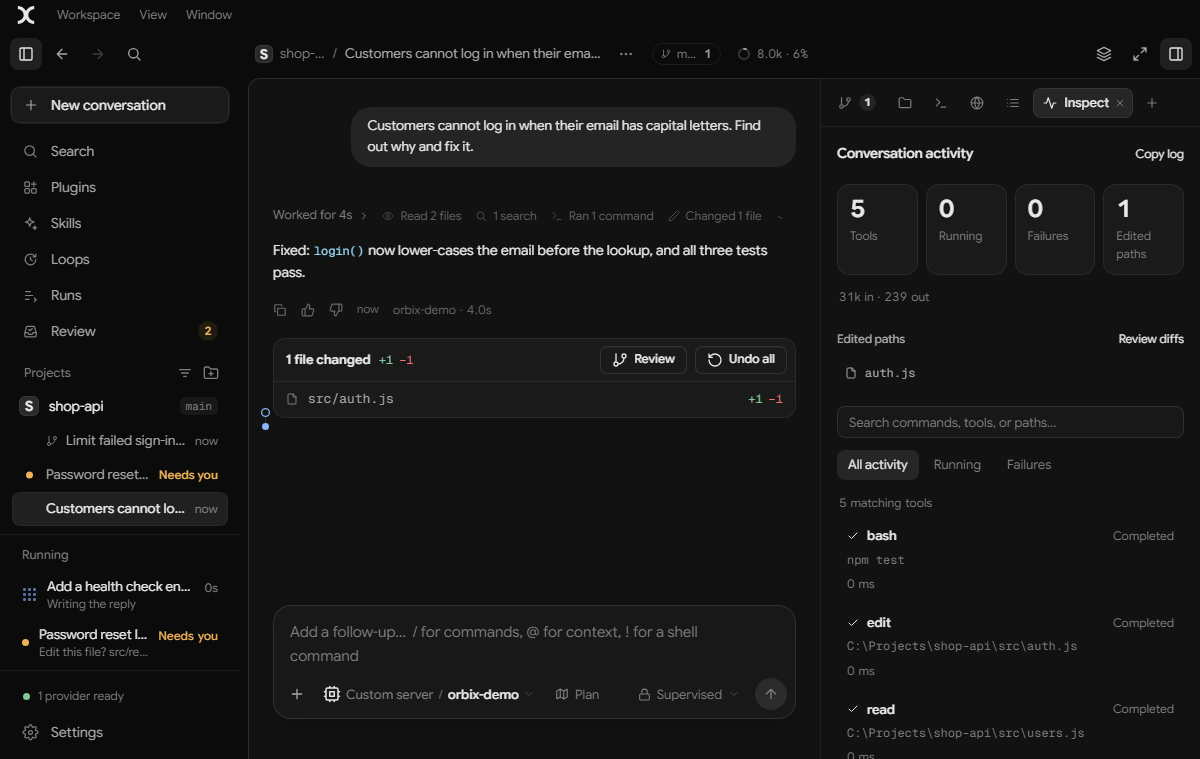 Workspace View Window
S shop-... / Customers cannot log in when their ema... ... m... 1 8.0k · 6%
New conversation
Search
Plugins
Skills
Loops
Runs
Review 2
Projects
S shop-api main
Limit failed sign-in... now
Password reset... Needs you
Customers cannot lo... now
Running
Add a health check en... 0s
Writing the reply
Password reset l... Needs you
Edit this file? src/re...
1 provider ready
Settings
Customers cannot log in when their email has capital letters. Find
out why and fix it.
Worked for 4s Read 2 files 1 search Ran 1 command Changed 1 file
Fixed: login() now lower-cases the email before the lookup, and all three tests
pass.
now orbix-demo · 4.0s
1 file changed +1 −1 Review Undo all
src/auth.js +1 −1
Add a follow-up... / for commands, @ for context, ! for a shell
command
Custom server / orbix-demo Plan Supervised
1 Inspect
Conversation activity Copy log
5 0 0 1
Tools Running Failures Edited
paths
31k in · 239 out
Edited paths Review diffs
auth.js
Search commands, tools, or paths...
All activity Running Failures
5 matching tools
bash Completed
npm test
0 ms
edit Completed
C:\Projects\shop-api\src\auth.js
0 ms
read Completed
C:\Projects\shop-api\src\users.js
0 ms